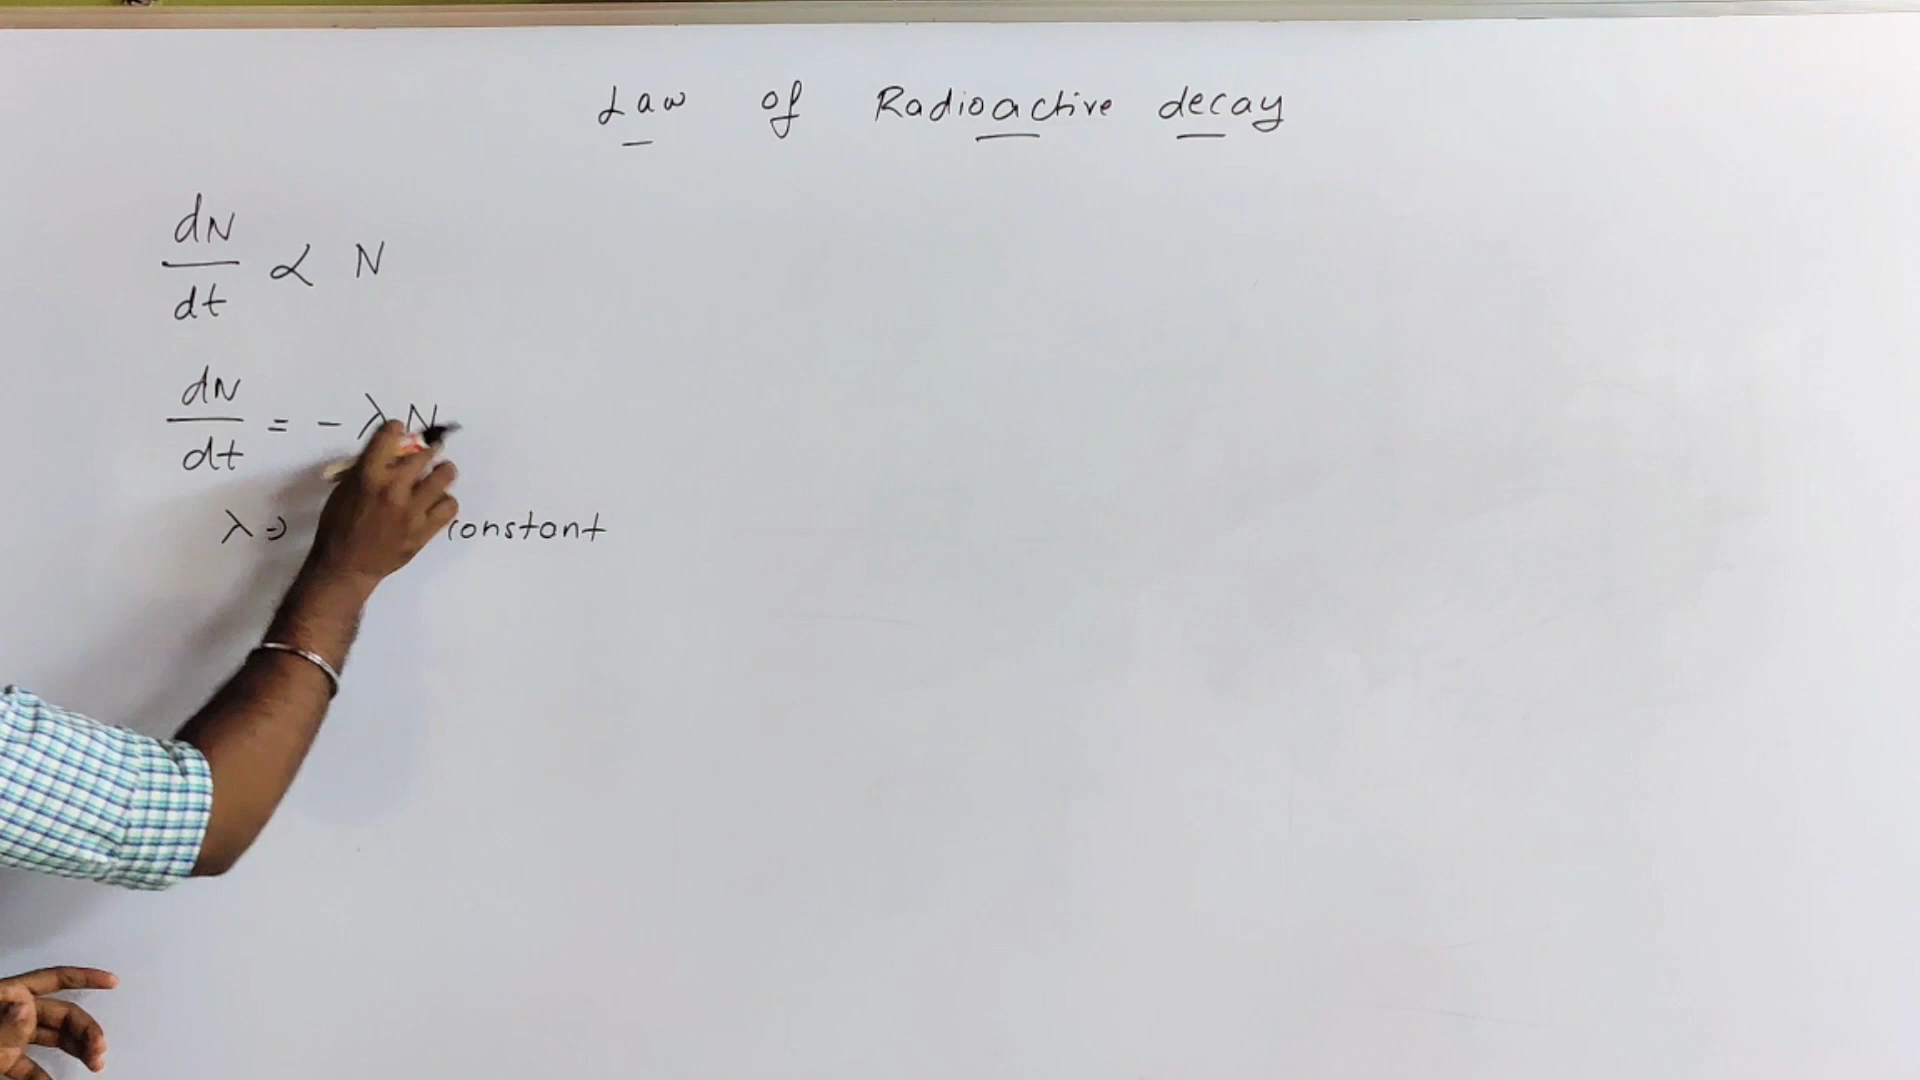 Law of Radioactive decay
dN/dt ∝ N
dN/dt = - λ N
λ ⇒ constant